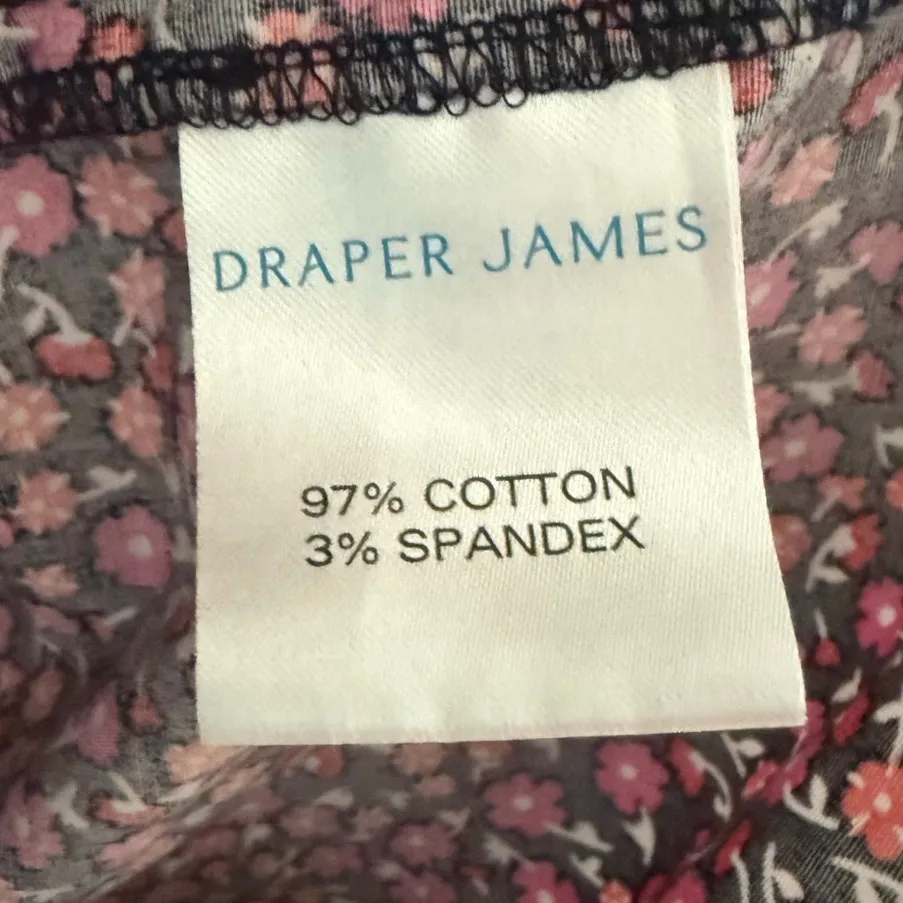 DRAPER JAMES
97% COTTON
3% SPANDEX